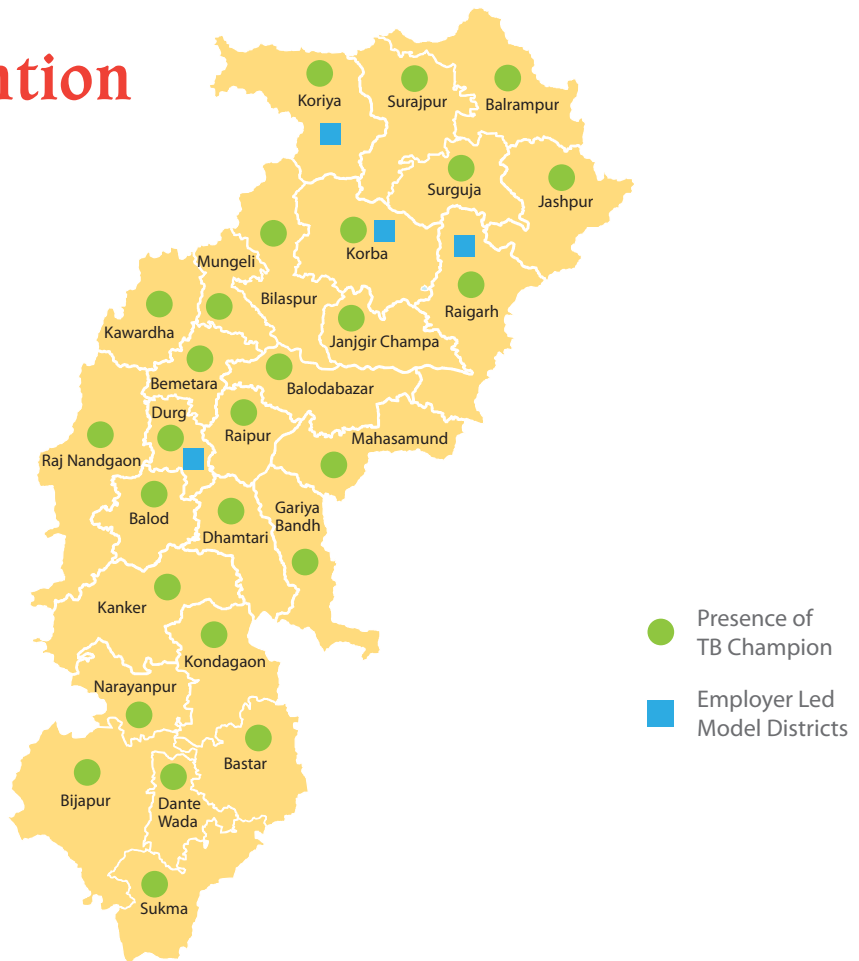 Koriya
Surajpur
Balrampur
Surguja
Jashpur
Korba
Mungeli
Bilaspur
Raigarh
Kawardha
Janjgir Champa
Bemetara
Balodabazar
Durg
Raipur
Mahasamund
Raj Nandgaon
Balod
Dhamtari
Gariya
Bandh
Kanker
Kondagaon
Narayanpur
Bastar
Bijapur
Dante
Wada
Sukma
Presence of
TB Champion
Employer Led
Model Districts